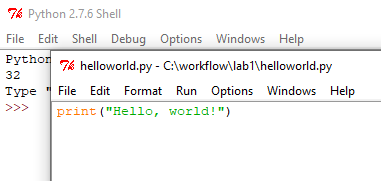 Python 2.7.6 Shell
File Edit Shell Debug Options Windows Help
Python
32
Type "
>>>
helloworld.py - C:\workflow\lab1\helloworld.py
File Edit Format Run Options Windows Help
print("Hello, world!")